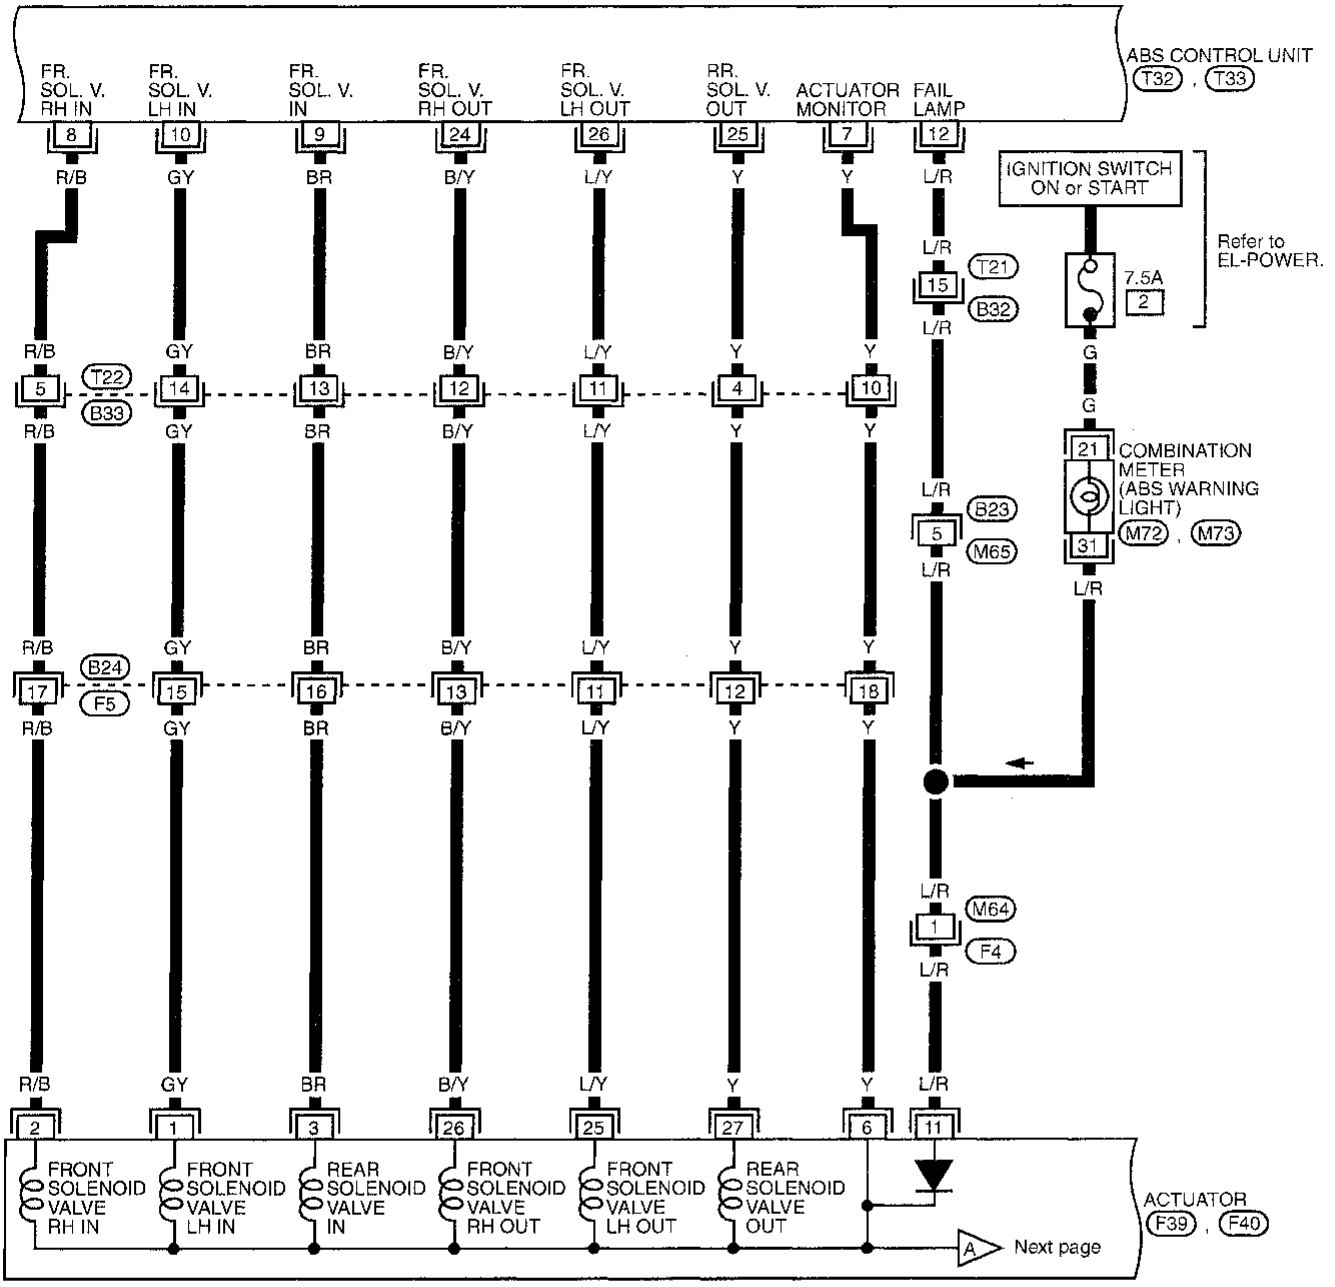 FR. SOL. V. RH IN
FR. SOL. V. LH IN
FR. SOL. V. IN
FR. SOL. V. RH OUT
FR. SOL. V. LH OUT
RR. SOL. V. OUT
ACTUATOR MONITOR
FAIL LAMP
ABS CONTROL UNIT
T32 , T33
8 10 9 24 26 25 7 12
R/B GY BR B/Y L/Y Y Y L/R
IGNITION SWITCH
ON or START
Refer to
EL-POWER.
L/R
15
T21
B32
L/R
7.5A
2
G
R/B GY BR B/Y L/Y Y Y
5 14 13 12 11 4 10
T22
B33
R/B GY BR B/Y L/Y Y Y
G
21
COMBINATION
METER
(ABS WARNING
LIGHT)
M72 , M73
31
L/R
L/R
5
B23
M65
L/R
R/B GY BR B/Y L/Y Y Y
17 15 16 13 11 12 18
B24
F5
R/B GY BR B/Y L/Y Y Y
L/R
1
M64
F4
L/R
R/B GY BR B/Y L/Y Y Y L/R
2 1 3 26 25 27 6 11
FRONT SOLENOID VALVE RH IN
FRONT SOLENOID VALVE LH IN
REAR SOLENOID VALVE IN
FRONT SOLENOID VALVE RH OUT
FRONT SOLENOID VALVE LH OUT
REAR SOLENOID VALVE OUT
ACTUATOR
F39 , F40
A Next page